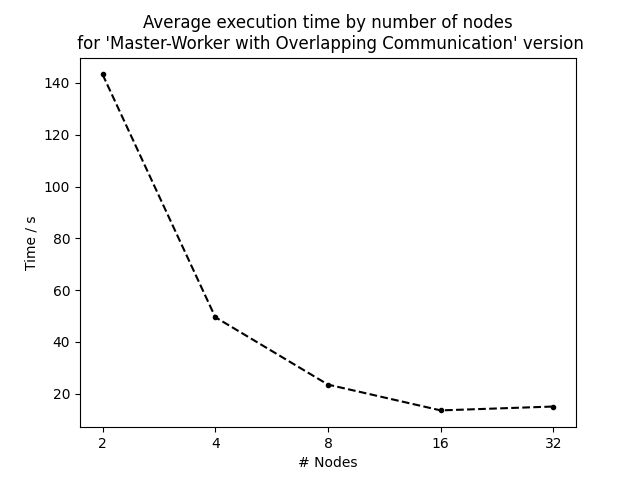 Average execution time by number of nodes
for 'Master-Worker with Overlapping Communication' version
140
120
100
80
60
40
20
Time / s
2 4 8 16 32
# Nodes